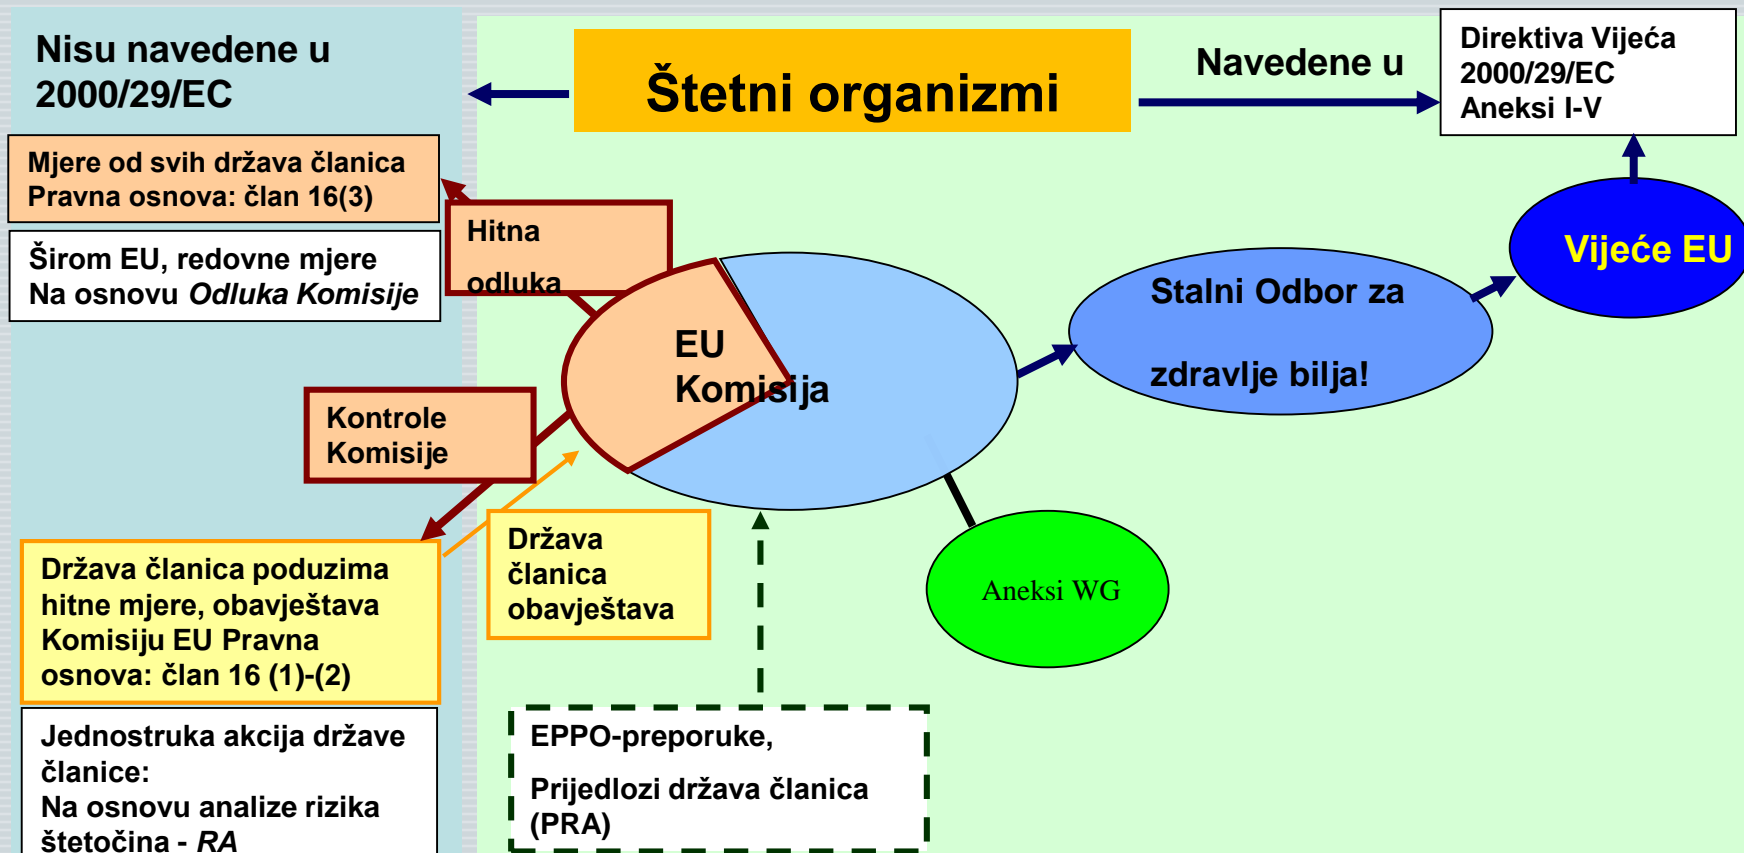 Nisu navedene u
2000/29/EC
Štetni organizmi
Navedene u
Direktiva Vijeća
2000/29/EC
Aneksi I-V
Mjere od svih država članica
Pravna osnova: član 16(3)
Širom EU, redovne mjere
Na osnovu Odluka Komisije
Hitna
odluka
EU
Komisija
Stalni Odbor za
zdravlje bilja!
Vijeće EU
Kontrole
Komisije
Država članica poduzima
hitne mjere, obavještava
Komisiju EU Pravna
osnova: član 16 (1)-(2)
Država
članica
obavještava
Aneksi WG
Jednostruka akcija države
članice:
Na osnovu analize rizika
štetočina - RA
EPPO-preporuke,
Prijedlozi država članica
(PRA)